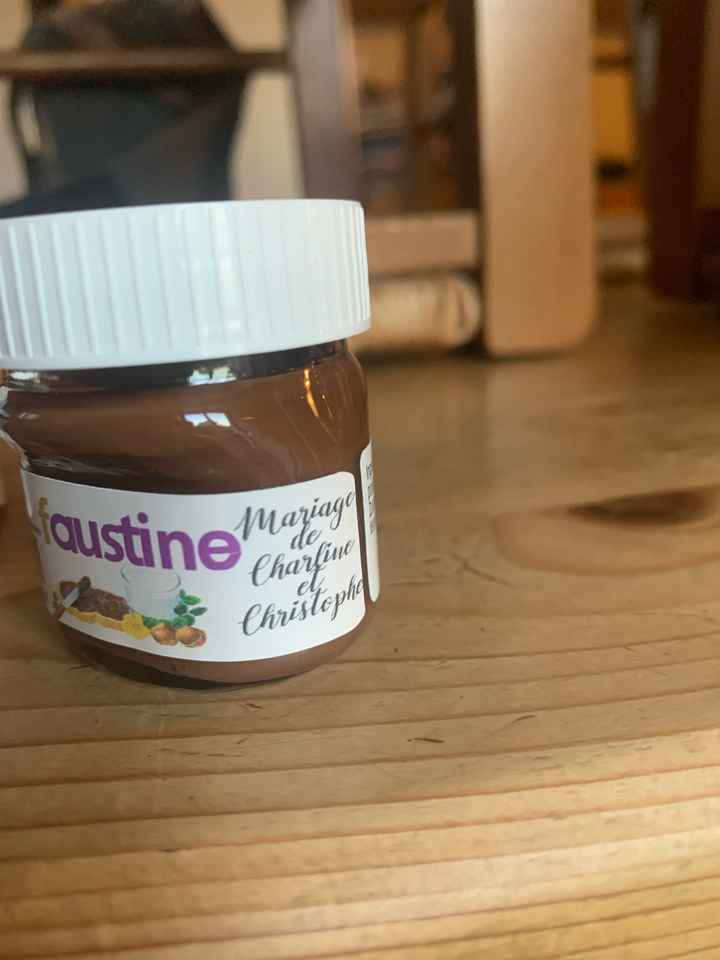 faustine
Mariage
de
Charline
et
Christophe